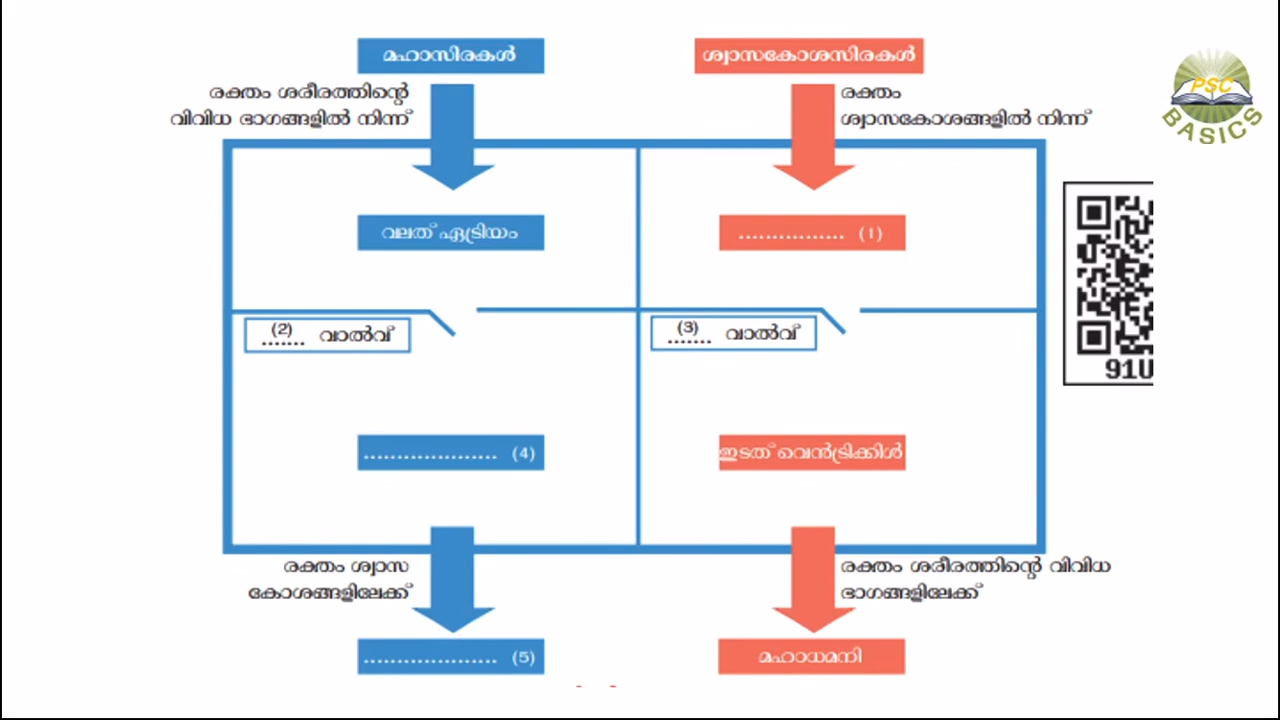 മഹാസിരകൾ
ശ്വാസകോശസിരകൾ
രക്തം ശരീരത്തിന്റെ
വിവിധ ഭാഗങ്ങളിൽ നിന്ന്
രക്തം
ശ്വാസകോശങ്ങളിൽ നിന്ന്
PSC
BASICS
വലത് ഏട്രിയം
................ (1)
(2)
....... വാൽവ്
(3)
....... വാൽവ്
91U
.................... (4)
ഇടത് വെൻട്രിക്കിൾ
രക്തം ശ്വാസ
കോശങ്ങളിലേക്ക്
രക്തം ശരീരത്തിന്റെ വിവിധ
ഭാഗങ്ങളിലേക്ക്
.................... (5)
മഹാധമനി